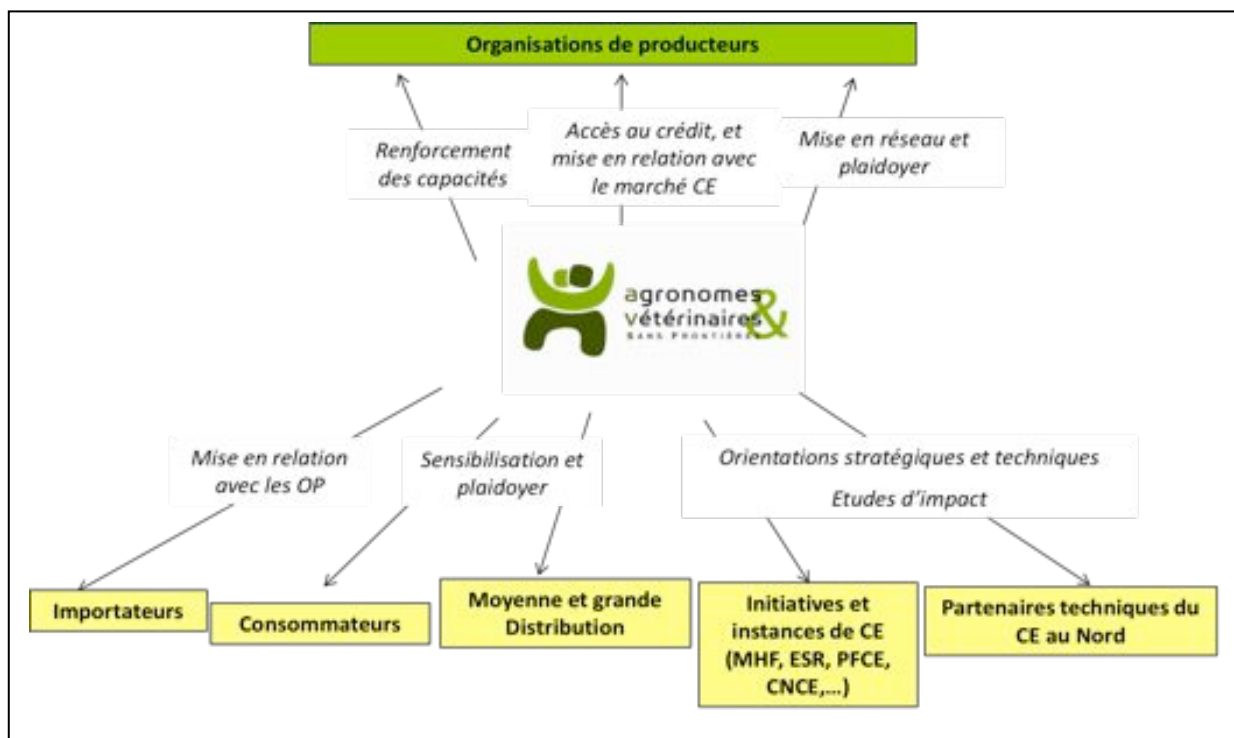 Organisations de producteurs
Renforcement
des capacités
Accès au crédit, et
mise en relation avec
le marché CE
Mise en réseau et
plaidoyer
agronomes
vétérinaires &
SANS FRONTIÈRES
Mise en relation
avec les OP
Sensibilisation et
plaidoyer
Orientations stratégiques et techniques
Etudes d'impact
Importateurs
Consommateurs
Moyenne et grande
Distribution
Initiatives et
instances de CE
(MHF, ESR, PFCE,
CNCE,...)
Partenaires techniques du
CE au Nord